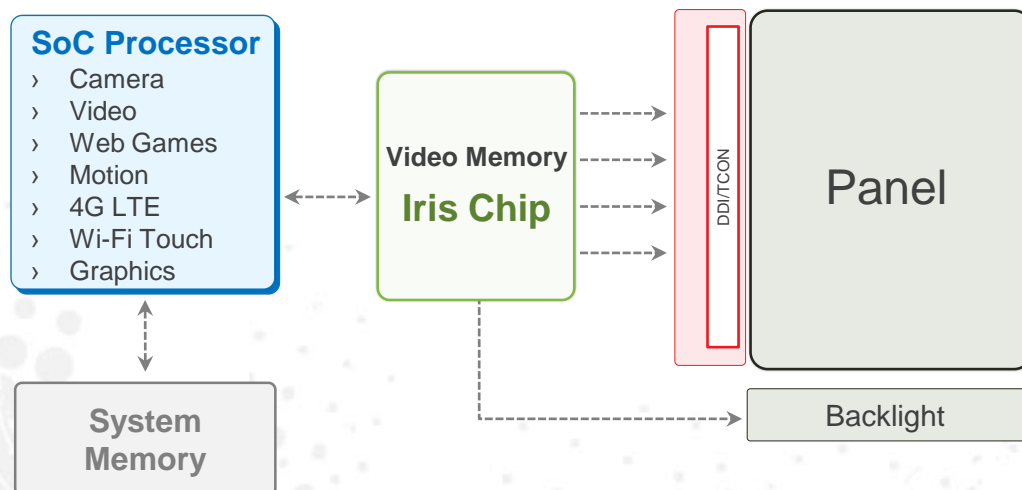 SoC Processor
› Camera
› Video
› Web Games
› Motion
› 4G LTE
› Wi-Fi Touch
› Graphics
System
Memory
Video Memory
Iris Chip
DDI/TCON
Panel
Backlight